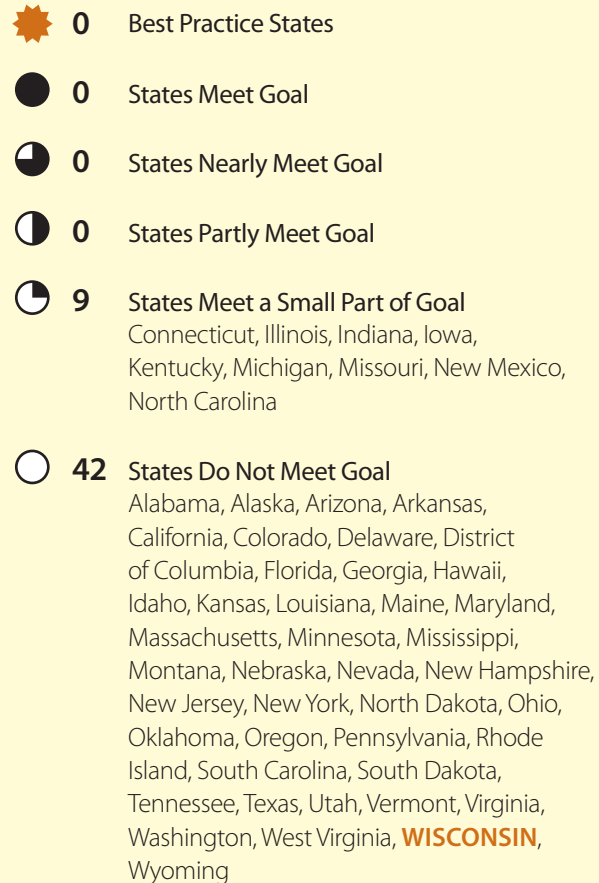 0 Best Practice States
0 States Meet Goal
0 States Nearly Meet Goal
0 States Partly Meet Goal
9 States Meet a Small Part of Goal
Connecticut, Illinois, Indiana, Iowa,
Kentucky, Michigan, Missouri, New Mexico,
North Carolina
42 States Do Not Meet Goal
Alabama, Alaska, Arizona, Arkansas,
California, Colorado, Delaware, District
of Columbia, Florida, Georgia, Hawaii,
Idaho, Kansas, Louisiana, Maine, Maryland,
Massachusetts, Minnesota, Mississippi,
Montana, Nebraska, Nevada, New Hampshire,
New Jersey, New York, North Dakota, Ohio,
Oklahoma, Oregon, Pennsylvania, Rhode
Island, South Carolina, South Dakota,
Tennessee, Texas, Utah, Vermont, Virginia,
Washington, West Virginia, WISCONSIN,
Wyoming